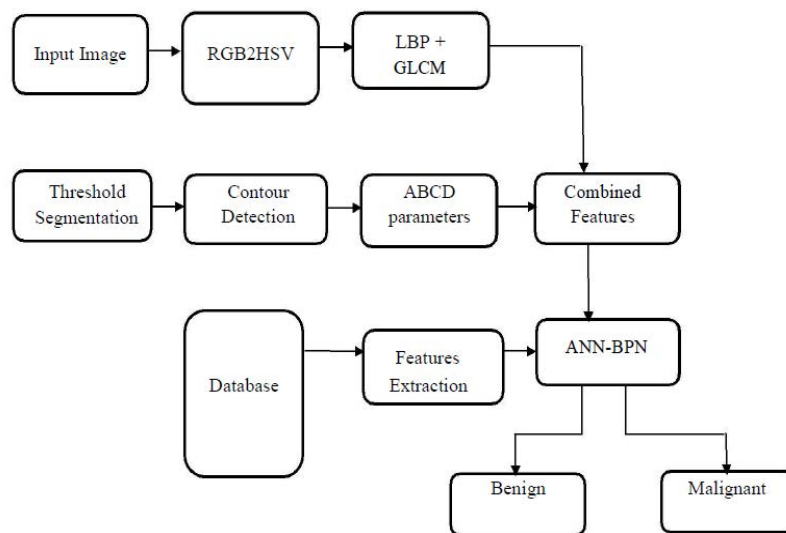 Input Image
RGB2HSV
LBP +
GLCM
Threshold
Segmentation
Contour
Detection
ABCD
parameters
Combined
Features
Database
Features
Extraction
ANN-BPN
Benign
Malignant